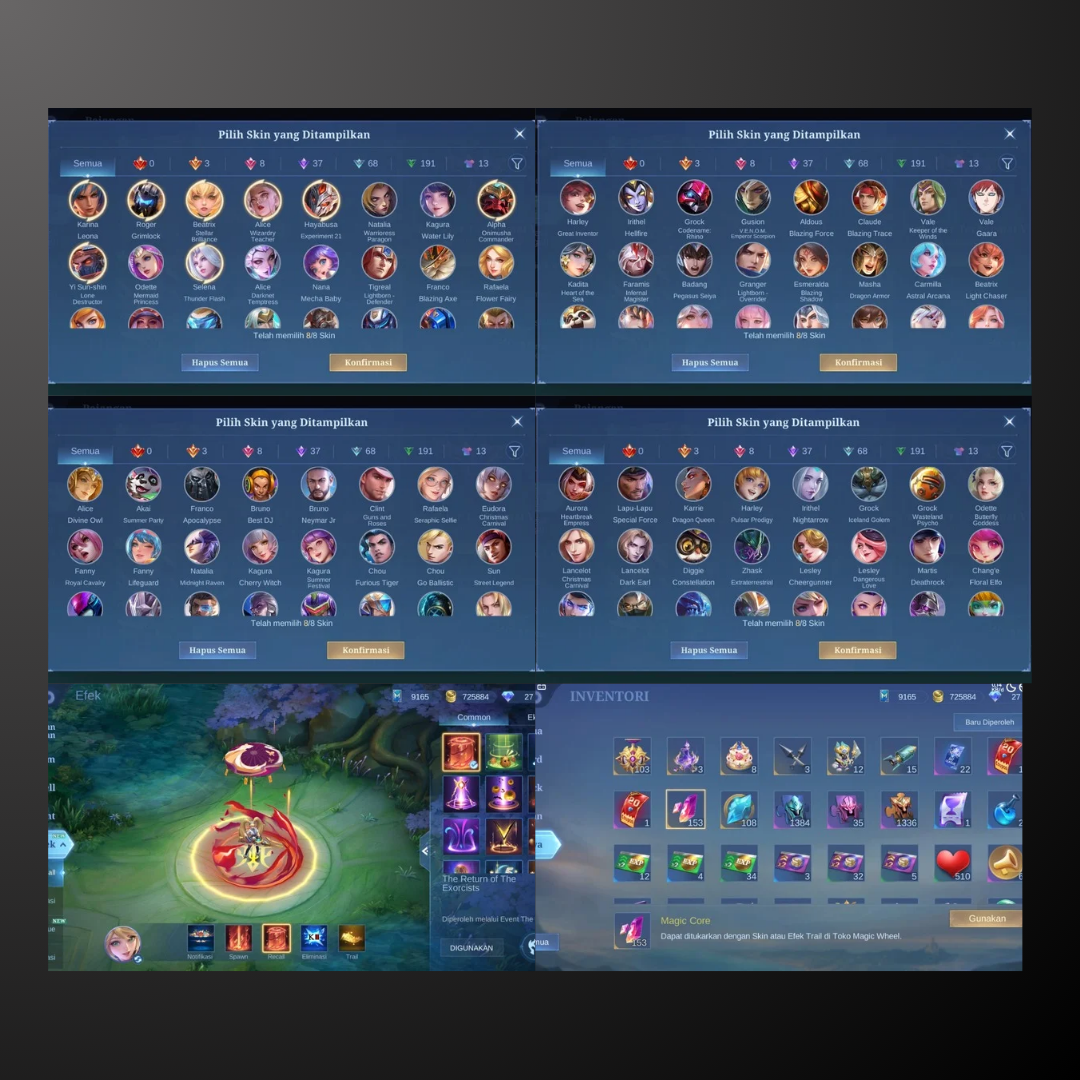 Pilih Skin yang Ditampilkan
Semua 0 3 8 37 68 191 13
Karina Roger Beatrix Alice Hayabusa Natalia Kagura Alpha
Leona Grimlock Stellar Brilliance Wizardry Teacher Experiment 21 Warrioress Paragon Water Lily Onimusha Commander
Yi Sun-shin Odette Selena Alice Nana Tigreal Franco Rafaela
Lone Destructor Mermaid Princess Thunder Flash Darknet Temptress Mecha Baby Lightborn - Defender Blazing Axe Flower Fairy
Telah memilih 8/8 Skin
Hapus Semua Konfirmasi
Pilih Skin yang Ditampilkan
Semua 0 3 8 37 68 191 13
Harley Irithel Grock Gusion Aldous Claude Vale Vale
Great Inventor Hellfire Codename: Rhino V.E.N.O.M. Emperor Scorpion Blazing Force Blazing Trace Keeper of the Winds Gaara
Kadita Faramis Badang Granger Esmeralda Masha Carmilla Beatrix
Heart of the Sea Infernal Magister Pegasus Seiya Lightborn - Overrider Blazing Shadow Dragon Armor Astral Arcana Light Chaser
Telah memilih 8/8 Skin
Hapus Semua Konfirmasi
Pilih Skin yang Ditampilkan
Semua 0 3 8 37 68 191 13
Alice Akai Franco Bruno Bruno Clint Rafaela Eudora
Divine Owl Summer Party Apocalypse Best DJ Neymar Jr Guns and Roses Seraphic Selfie Christmas Carnival
Fanny Fanny Natalia Kagura Kagura Chou Chou Sun
Royal Cavalry Lifeguard Midnight Raven Cherry Witch Summer Festival Furious Tiger Go Ballistic Street Legend
Telah memilih 8/8 Skin
Hapus Semua Konfirmasi
Pilih Skin yang Ditampilkan
Semua 0 3 8 37 68 191 13
Aurora Lapu-Lapu Karrie Harley Irithel Grock Grock Odette
Heartbreak Empress Special Force Dragon Queen Pulsar Prodigy Nightarrow Iceland Golem Wasteland Psycho Butterfly Goddess
Lancelot Lancelot Diggie Zhask Lesley Lesley Martis Chang'e
Christmas Carnival Dark Earl Constellation Extraterrestrial Cheergunner Dangerous Love Deathrock Floral Elfo
Telah memilih 8/8 Skin
Hapus Semua Konfirmasi
Efek 9165 725884 27
Common
The Return of The Exorcists
Diperoleh melalui Event The
DIGUNAKAN
NEW
Notifikasi Spawn Recall Eliminasi Trail
INVENTORI 9165 725884 27
Baru Diperoleh
103 3 8 3 12 15 22 20
20 1 153 108 1384 35 1336 1
12 4 34 3 32 5 510
Magic Core
153
Dapat ditukarkan dengan Skin atau Efek Trail di Toko Magic Wheel.
Gunakan